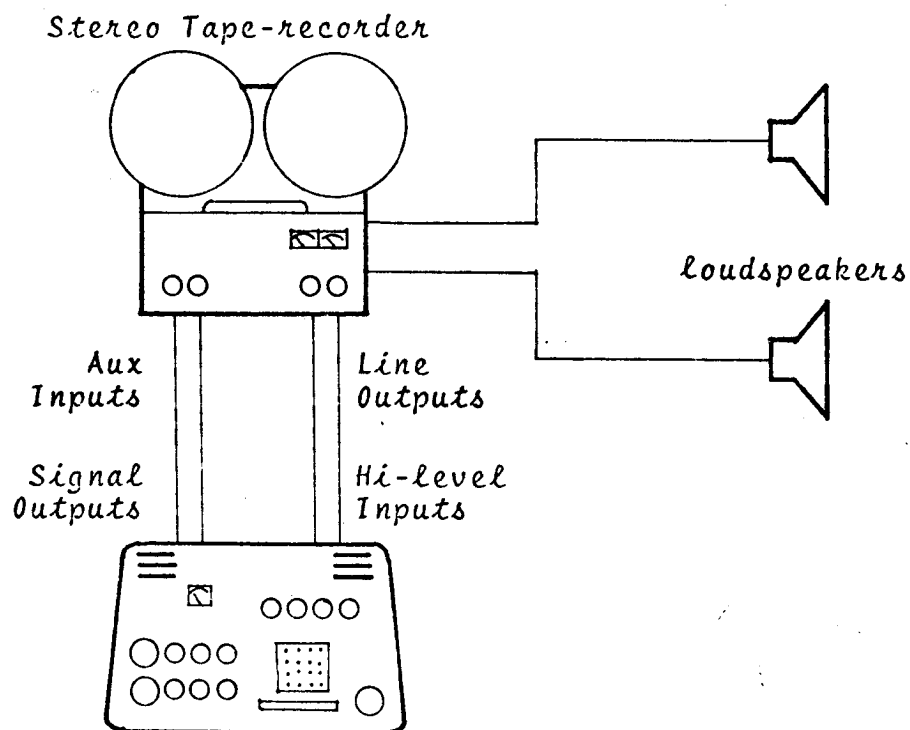 Stereo Tape-recorder
loudspeakers
Aux
Inputs
Line
Outputs
Signal
Outputs
Hi-level
Inputs